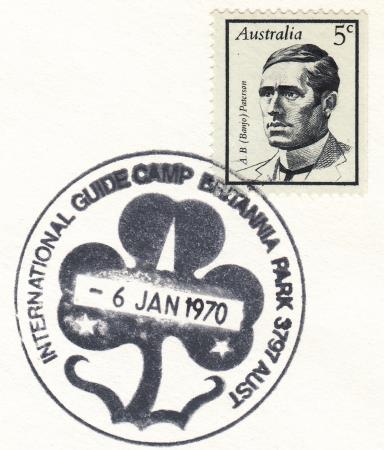 Australia 5c
A.B (Banjo) Paterson
INTERNATIONAL GUIDE CAMP BRITANNIA PARK 3797 AUST
- 6 JAN 1970